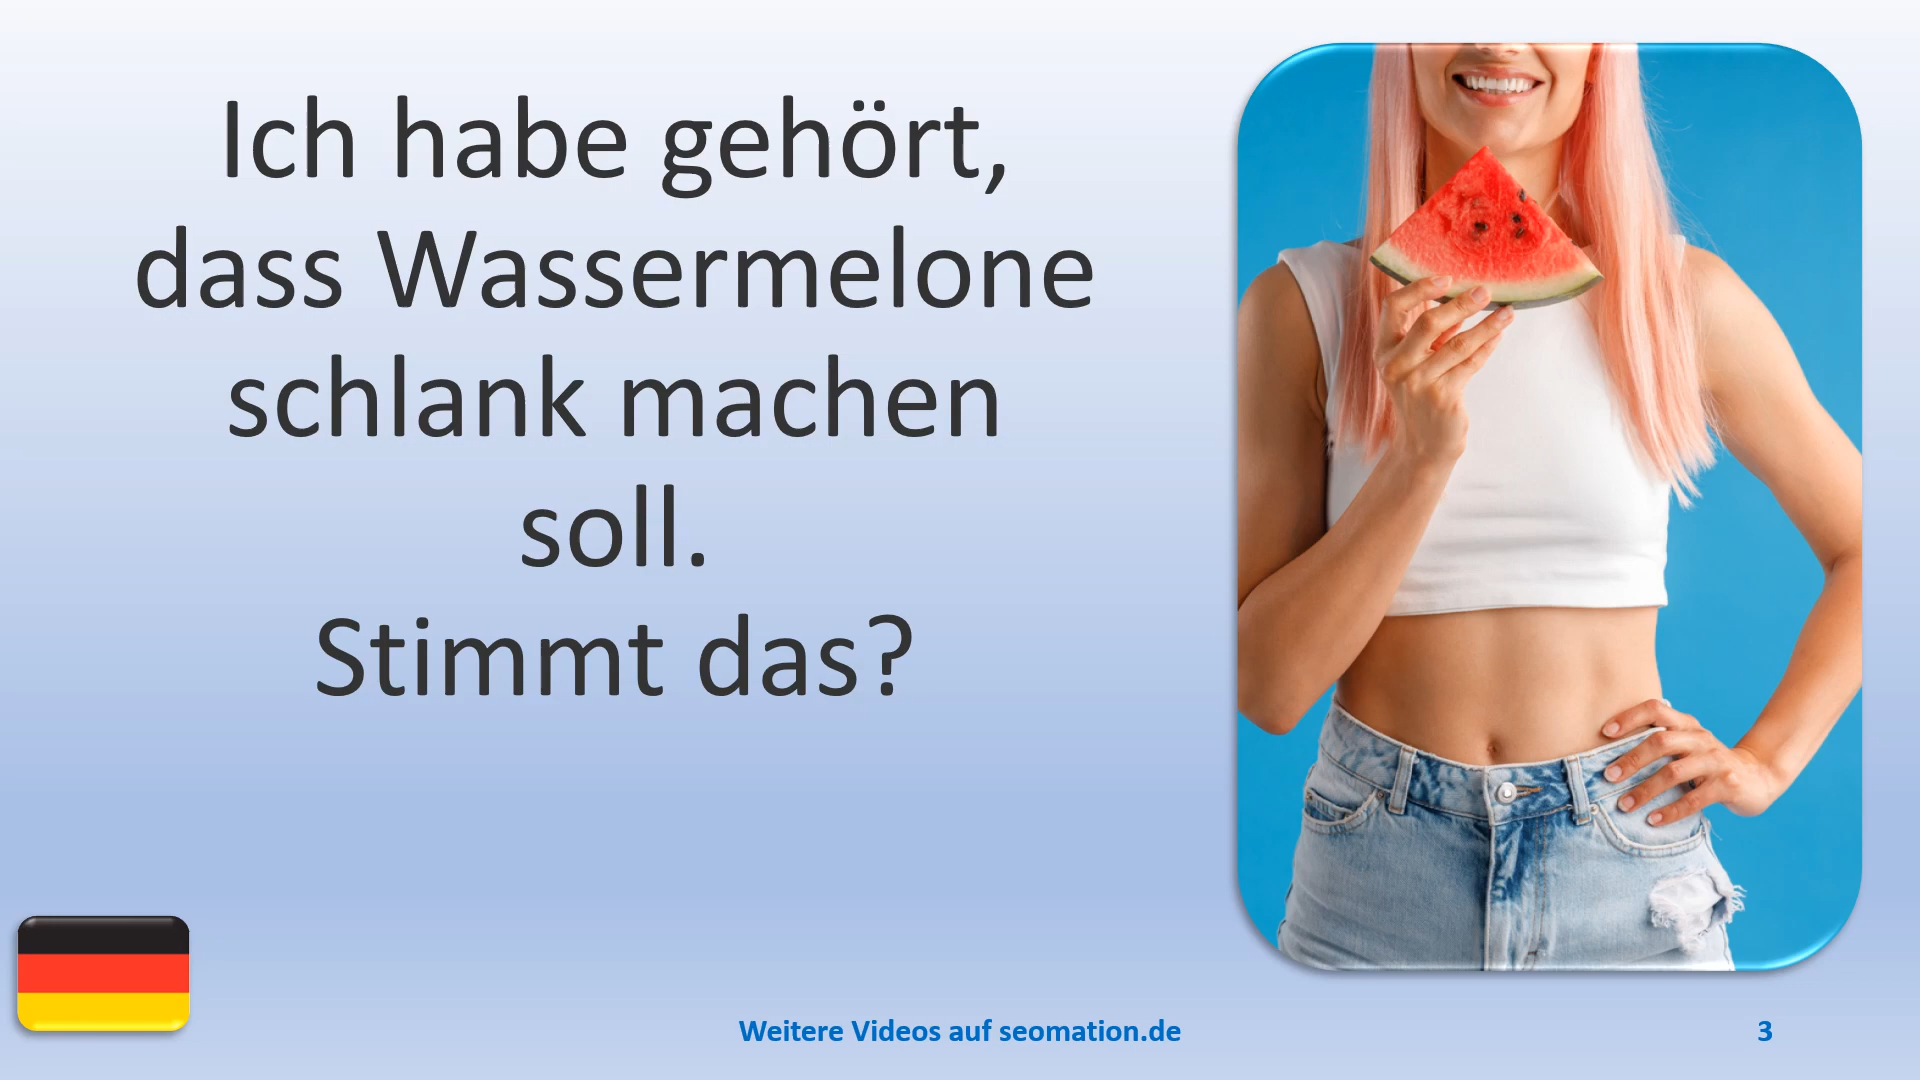 Ich habe gehört,
dass Wassermelone
schlank machen
soll.
Stimmt das?
Weitere Videos auf seomation.de
3